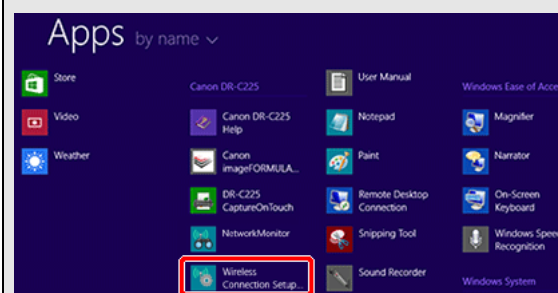 Apps by name
Store
Video
Weather
Canon DR-C225
Canon DR-C225
Help
Canon
imageFORMULA...
DR-C225
CaptureOnTouch
NetworkMonitor
Wireless
Connection Setup...
User Manual
Notepad
Paint
Remote Desktop
Connection
Snipping Tool
Sound Recorder
Windows Ease of Acce
Magnifier
Narrator
On-Screen
Keyboard
Windows Speec
Recognition
Windows System